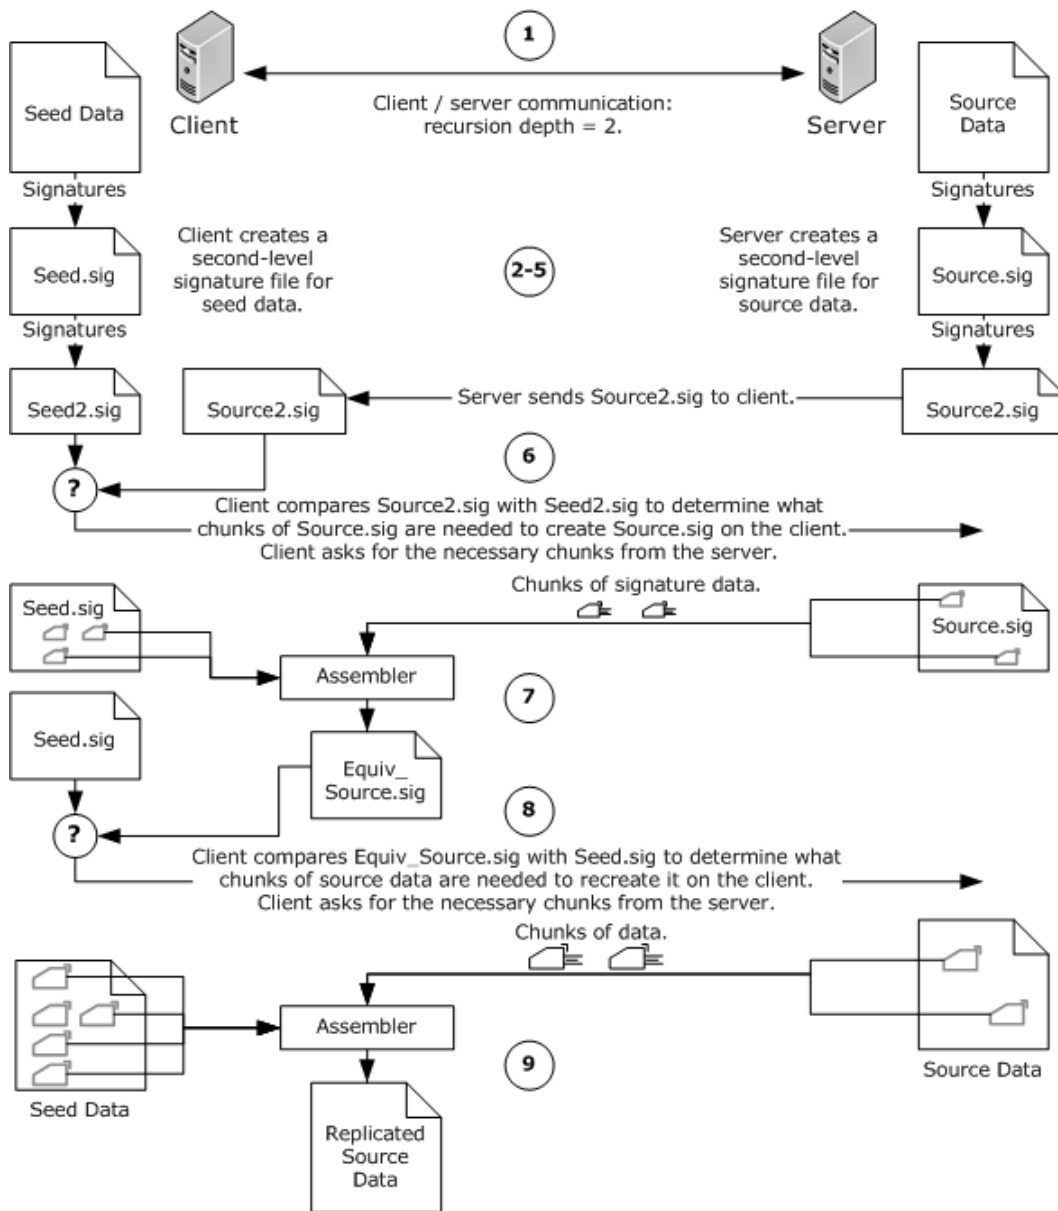 1
Seed Data
Client
Client / server communication:
recursion depth = 2.
Server
Source
Data
Signatures
Signatures
Seed.sig
Client creates a
second-level
signature file for
seed data.
2-5
Server creates a
second-level
signature file for
source data.
Source.sig
Signatures
Signatures
Seed2.sig
Source2.sig
Server sends Source2.sig to client.
Source2.sig
6
?
Client compares Source2.sig with Seed2.sig to determine what
chunks of Source.sig are needed to create Source.sig on the client.
Client asks for the necessary chunks from the server.
Chunks of signature data.
Seed.sig
Source.sig
Assembler
7
Seed.sig
Equiv_
Source.sig
8
?
Client compares Equiv_Source.sig with Seed.sig to determine what
chunks of source data are needed to recreate it on the client.
Client asks for the necessary chunks from the server.
Chunks of data.
Assembler
9
Source Data
Seed Data
Replicated
Source
Data